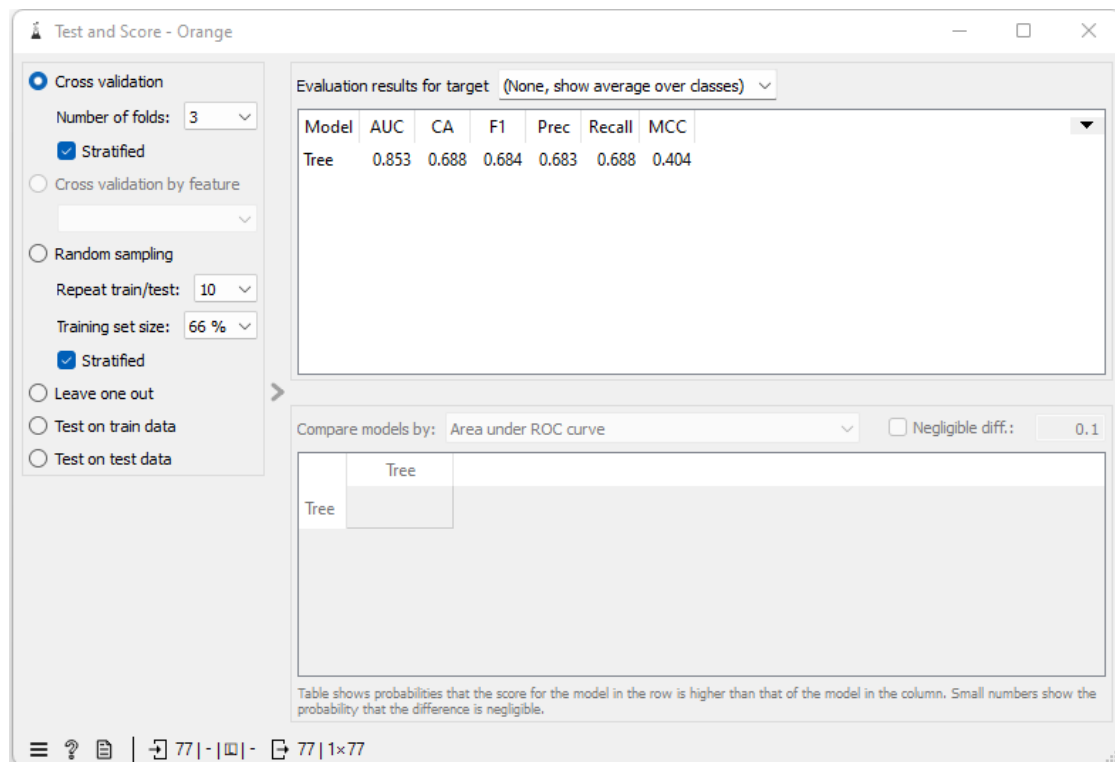 Test and Score - Orange
Cross validation
Number of folds: 3
Stratified
Cross validation by feature
Random sampling
Repeat train/test: 10
Training set size: 66 %
Stratified
Leave one out
Test on train data
Test on test data
Evaluation results for target (None, show average over classes)
Model AUC CA F1 Prec Recall MCC
Tree 0.853 0.688 0.684 0.683 0.688 0.404
Compare models by: Area under ROC curve Negligible diff.: 0.1
Tree
Tree
Table shows probabilities that the score for the model in the row is higher than that of the model in the column. Small numbers show the
probability that the difference is negligible.
77 | - | - 77 | 1×77